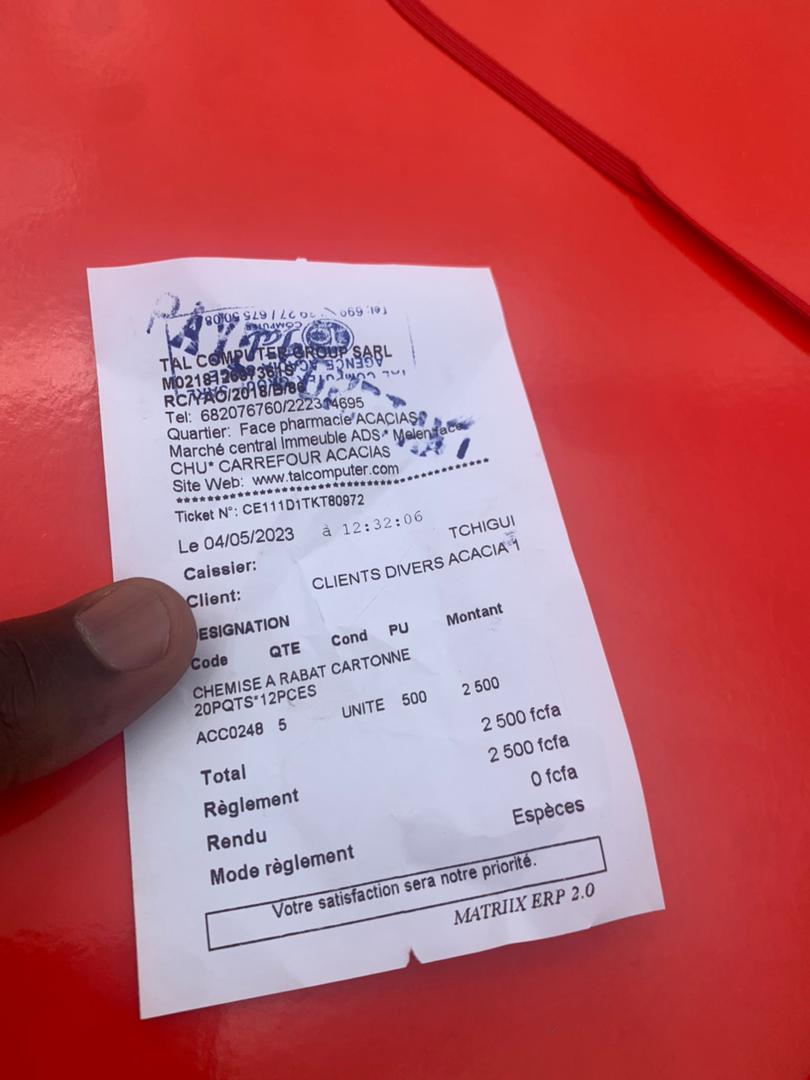 TAL COMPUTER GROUP SARL
RC/YAO/2018/B/86
Tel: 682076760/222314695
Quartier: Face pharmacie ACACIAS
Marché central Immeuble ADS* Melen face
CHU* CARREFOUR ACACIAS
Site Web: www.talcomputer.com
Ticket N°: CE111D1TKT80972
Le 04/05/2023 à 12:32:06
Caissier: TCHIGUI
Client: CLIENTS DIVERS ACACIA 1
ESIGNATION
Code QTE Cond PU Montant
CHEMISE A RABAT CARTONNE
20PQTS*12PCES
ACC0248 5 UNITE 500 2 500
Total 2 500 fcfa
Règlement 2 500 fcfa
Rendu 0 fcfa
Mode règlement Espèces
Votre satisfaction sera notre priorité.
MATRIIX ERP 2.0